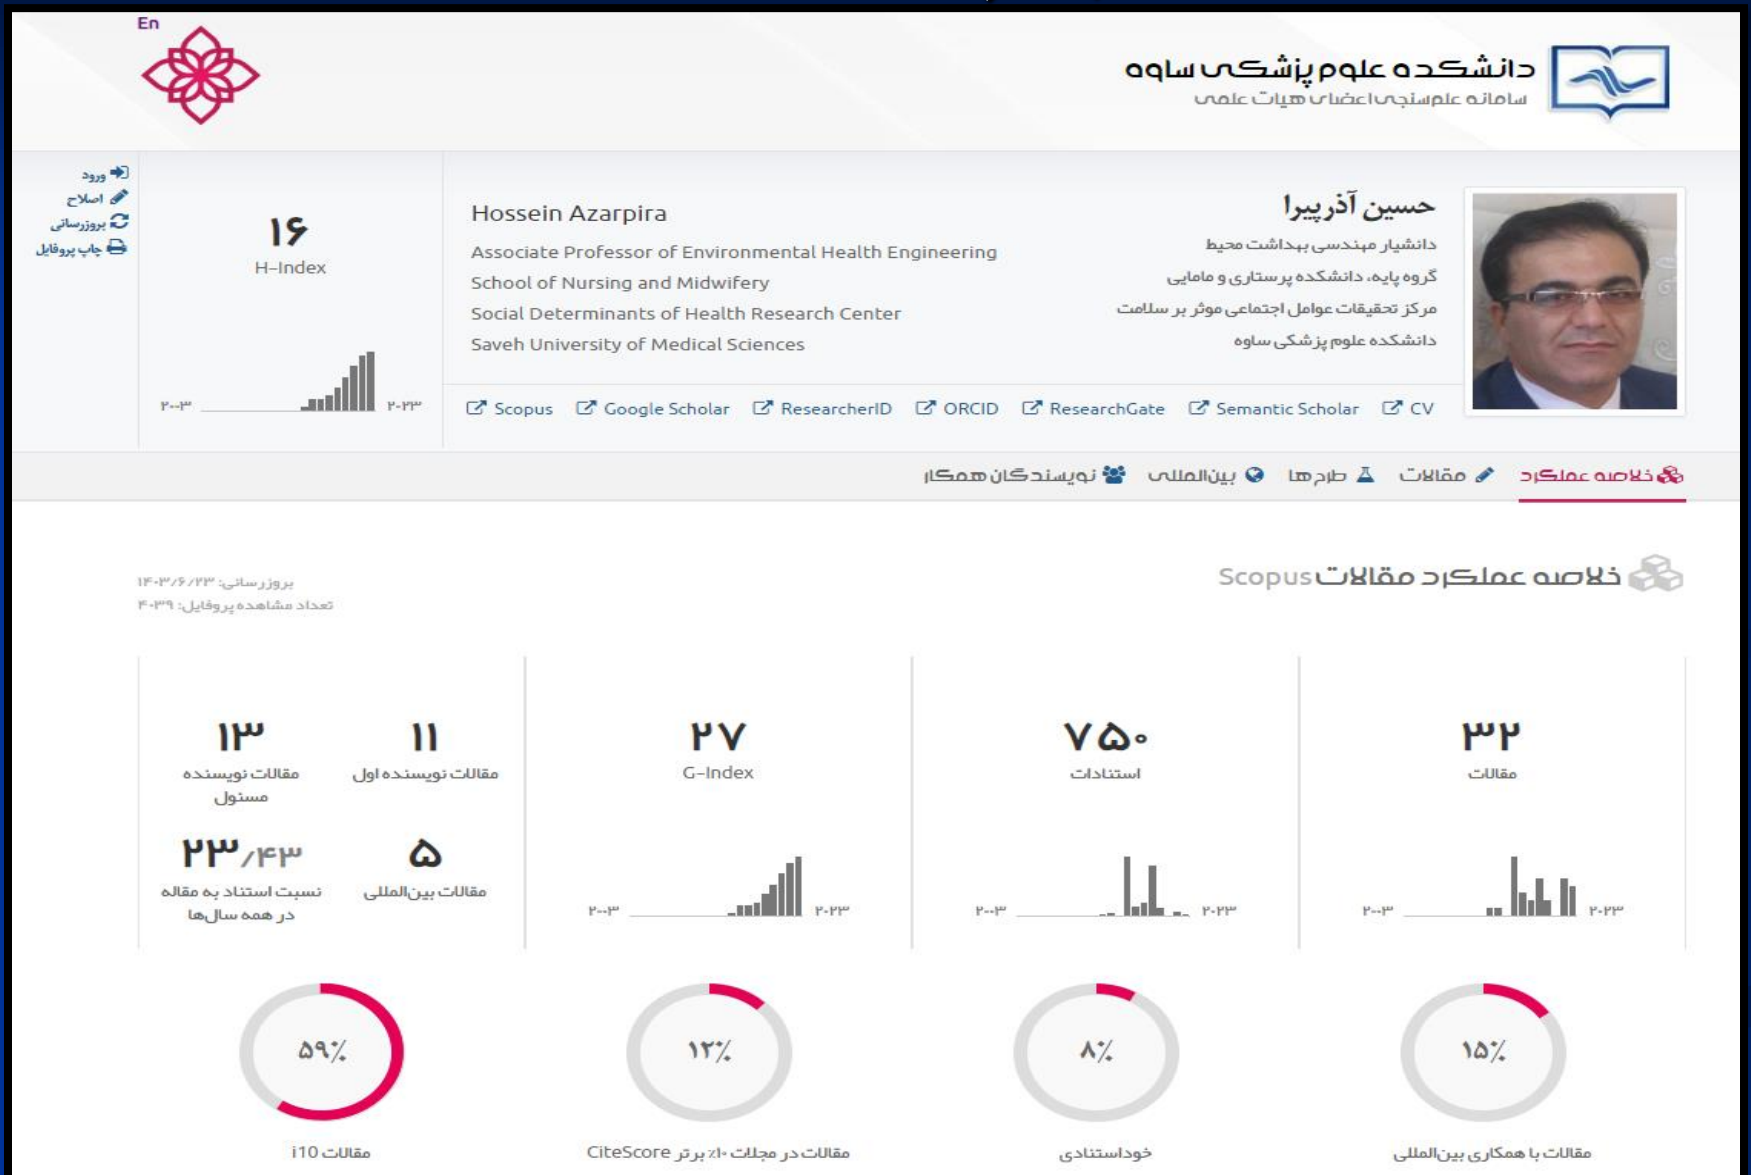 En
دانشکده علوم پزشکی ساوه
سامانه علم‌سنجی اعضای هیات علمی
ورود
اصلاح
بروزرسانی
چاپ پروفایل
حسین آذرپیرا
دانشیار مهندسی بهداشت محیط
گروه پایه، دانشکده پرستاری و مامایی
مرکز تحقیقات عوامل اجتماعی موثر بر سلامت
دانشکده علوم پزشکی ساوه
Hossein Azarpira
Associate Professor of Environmental Health Engineering
School of Nursing and Midwifery
Social Determinants of Health Research Center
Saveh University of Medical Sciences
۱۶
H-Index
۲۰۰۳ ۲۰۲۳
Scopus Google Scholar ResearcherID ORCID ResearchGate Semantic Scholar CV
خلاصه عملکرد مقالات طرح‌ها بین‌المللی نویسندگان همکار
خلاصه عملکرد مقالات Scopus
بروزرسانی: ۱۴۰۳/۶/۲۳
تعداد مشاهده پروفایل: ۴۰۳۹
۳۲
مقالات
۲۰۰۳ ۲۰۲۳
۷۵۰
استنادات
۲۰۰۳ ۲۰۲۳
۲۷
G-Index
۲۰۰۳ ۲۰۲۳
۱۱
مقالات نویسنده اول
۱۳
مقالات نویسنده
مسئول
۵
مقالات بین‌المللی
۲۳/۴۳
نسبت استناد به مقاله
در همه سال‌ها
۱۵٪
مقالات با همکاری بین‌المللی
۸٪
خوداستنادی
۱۲٪
مقالات در مجلات ۱۰٪ برتر CiteScore
۵۹٪
مقالات i10